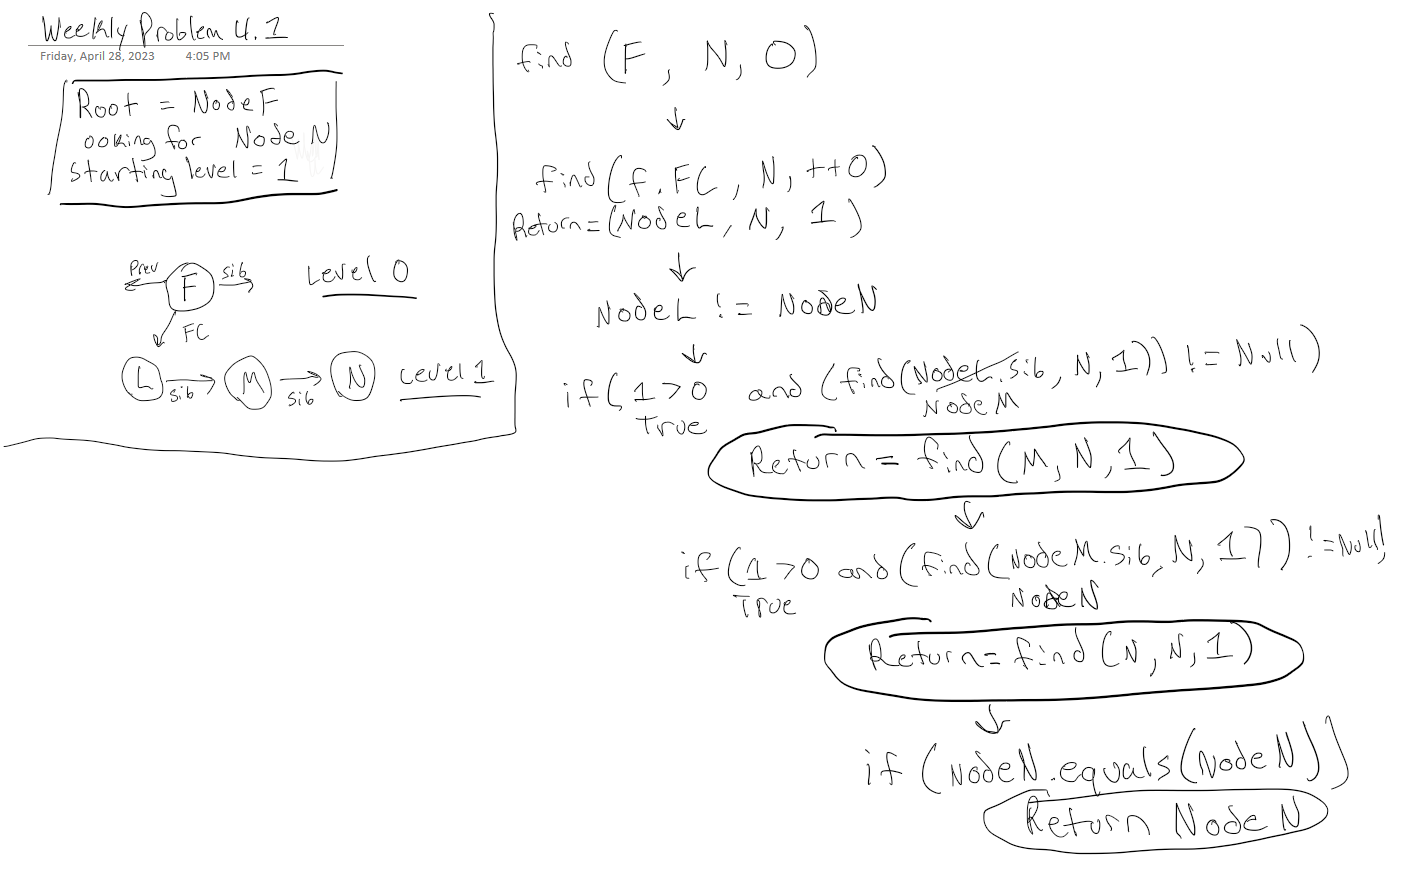 Weekly Problem 4.1
Friday, April 28, 2023 4:05 PM
Root = Node F
ooking for Node N
starting level = 1
Prev F sib Level 0
FC
L sib M sib N Level 1
find (F, N, 0)
find(f.FC, N, ++0)
Return=(NodeL, N, 1)
NodeL != NodeN
if(1>0 and (find(NodeL.sib, N, 1)) != Null)
True NodeM
Return = find(M, N, 1)
if(1>0 and (find(NodeM.sib, N, 1)) !=Null)
True NodeN
Return= find(N, N, 1)
if (NodeN.equals(NodeN))
Return Node N